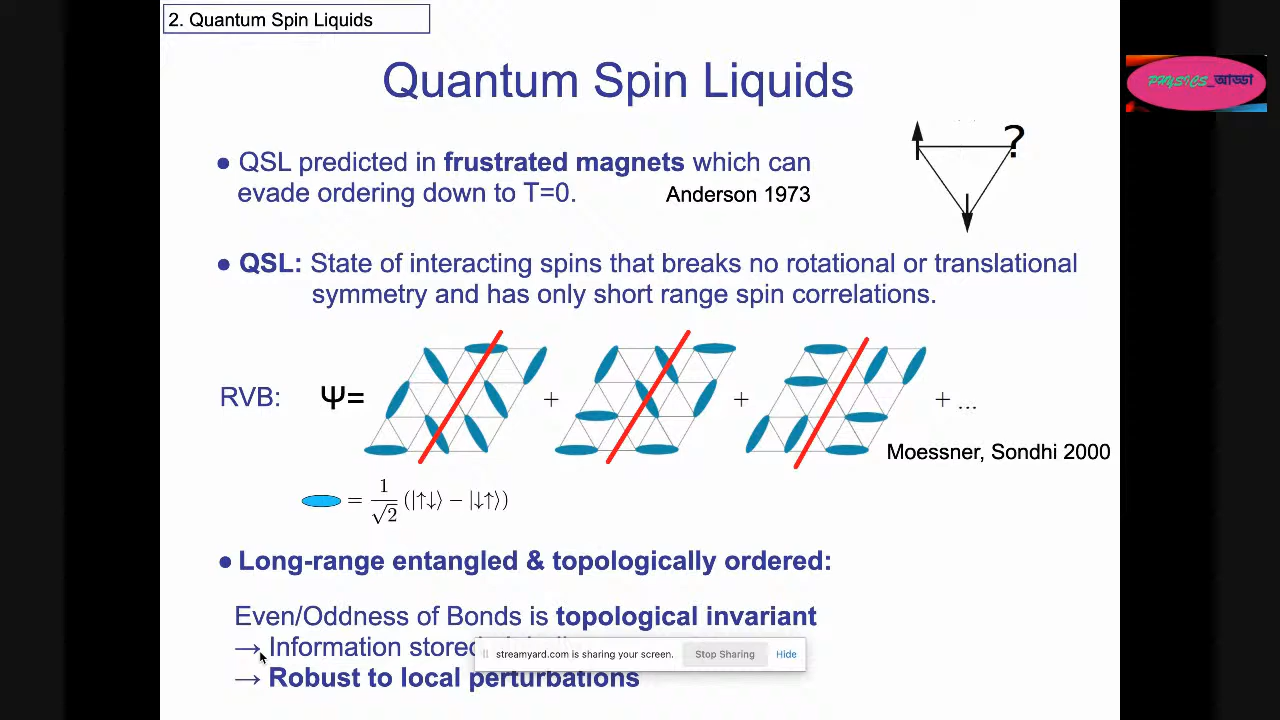 2. Quantum Spin Liquids
Quantum Spin Liquids
PHYSICS_আড্ডা
?
● QSL predicted in frustrated magnets which can
evade ordering down to T=0.
Anderson 1973
● QSL: State of interacting spins that breaks no rotational or translational
symmetry and has only short range spin correlations.
RVB: Ψ= + + + ...
Moessner, Sondhi 2000
= 1/√2 (|↑↓⟩ − |↓↑⟩)
● Long-range entangled & topologically ordered:
Even/Oddness of Bonds is topological invariant
→ Information stored
streamyard.com is sharing your screen. Stop Sharing Hide
→ Robust to local perturbations